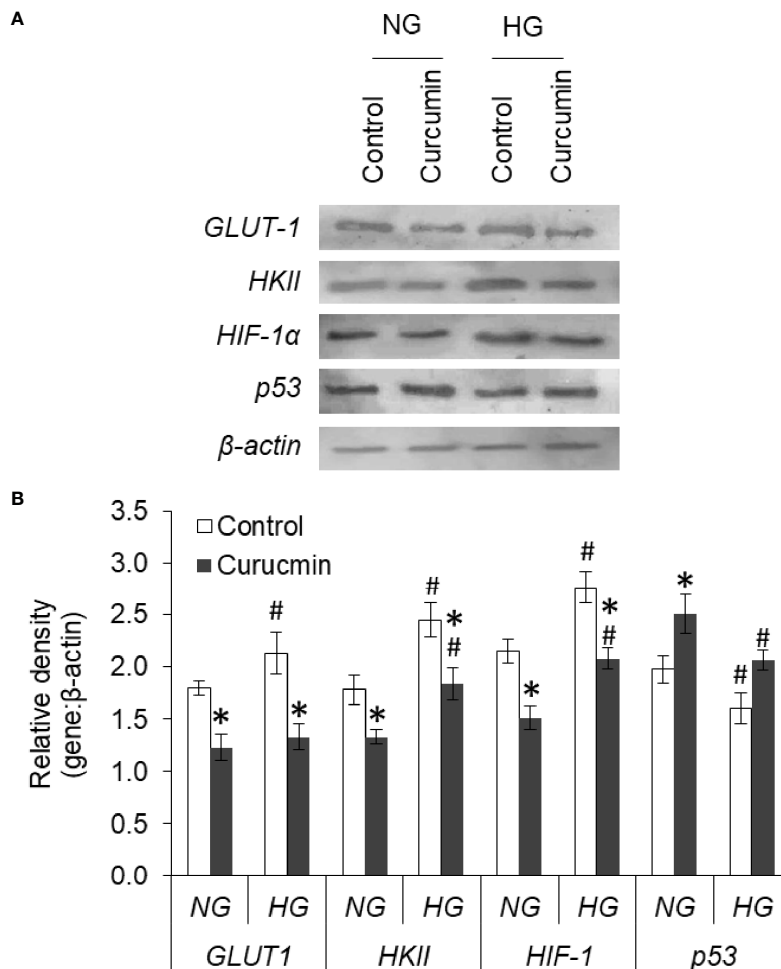 A
NG HG
Control Curcumin Control Curcumin
GLUT-1
HKII
HIF-1α
p53
β-actin
B
Relative density
(gene:β-actin)
3.5
3.0
2.5
2.0
1.5
1.0
0.5
0.0
Control
Curucmin
# # #
* * *
* # * # #
* * #
NG HG NG HG NG HG NG HG
GLUT1 HKII HIF-1 p53